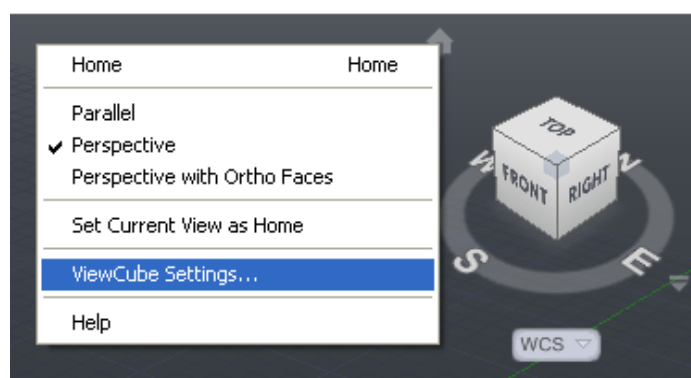 Home Home
Parallel
Perspective
Perspective with Ortho Faces
Set Current View as Home
ViewCube Settings...
Help
TOP
FRONT
RIGHT
W
N
S
E
WCS